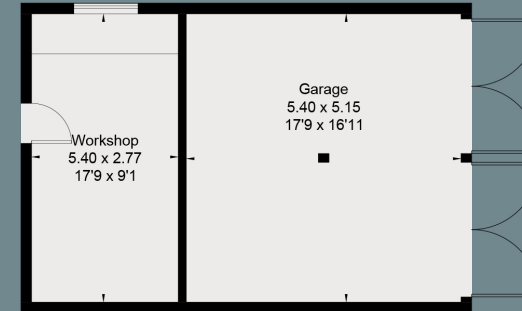 Garage
5.40 x 5.15
17'9 x 16'11
Workshop
5.40 x 2.77
17'9 x 9'1